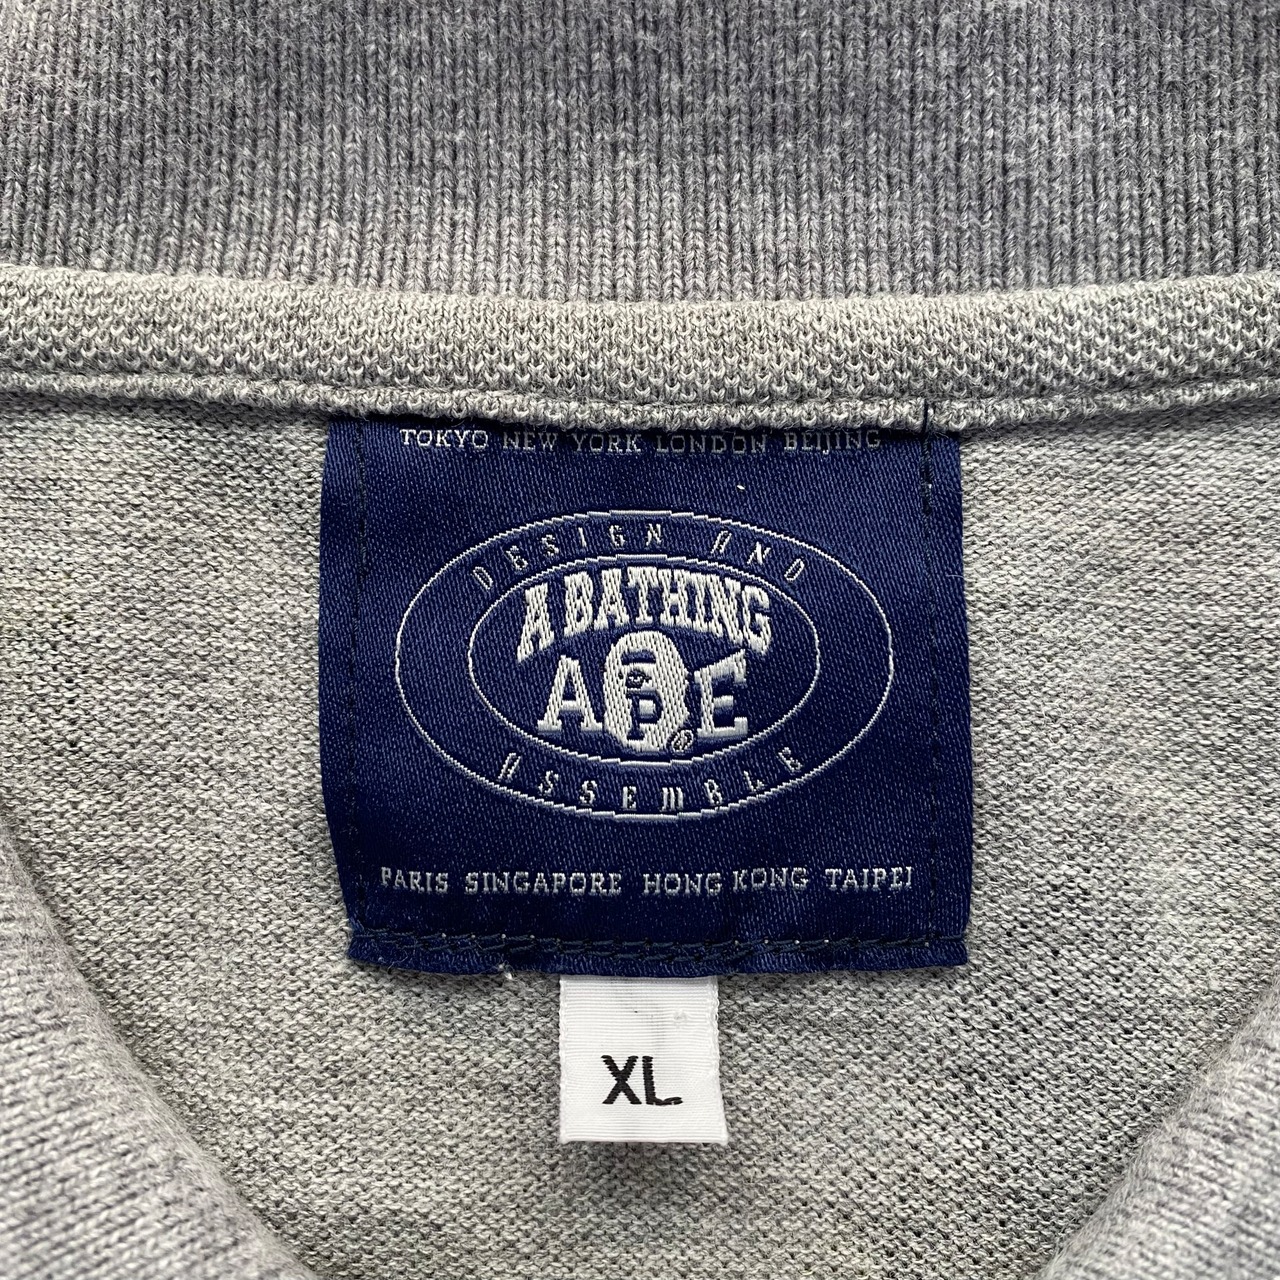 TOKYO NEW YORK LONDON BEIJING
DESIGN AND
A BATHING
APE
ASSEMBLE
PARIS SINGAPORE HONG KONG TAIPEI
XL